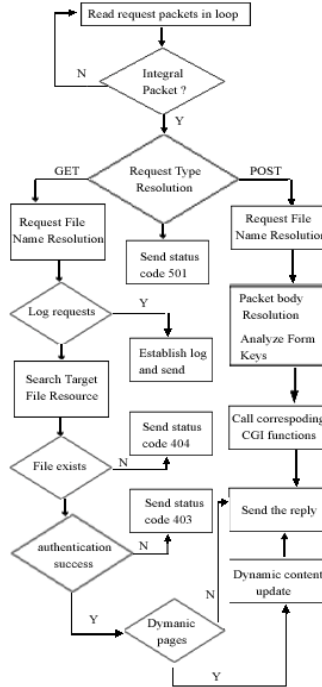 Read request packets in loop
N
Integral
Packet ?
Y
GET
Request Type
Resolution
POST
Request File
Name Resolution
Send status
code 501
Request File
Name Resolution
Log requests
Y
Establish log
and send
Packet body
Resolution
Analyze Form
Keys
Search Target
File Resource
Send status
code 404
Call correspoding
CGI functions
File exists
N
Send status
code 403
Send the reply
authentication
success
N
N
Dynamic content
update
Y
Dymanic
pages
Y